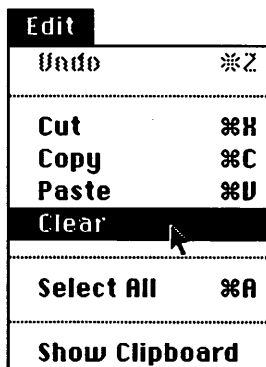 Edit
Undo ⌘Z
Cut ⌘X
Copy ⌘C
Paste ⌘V
Clear
Select All ⌘A
Show Clipboard